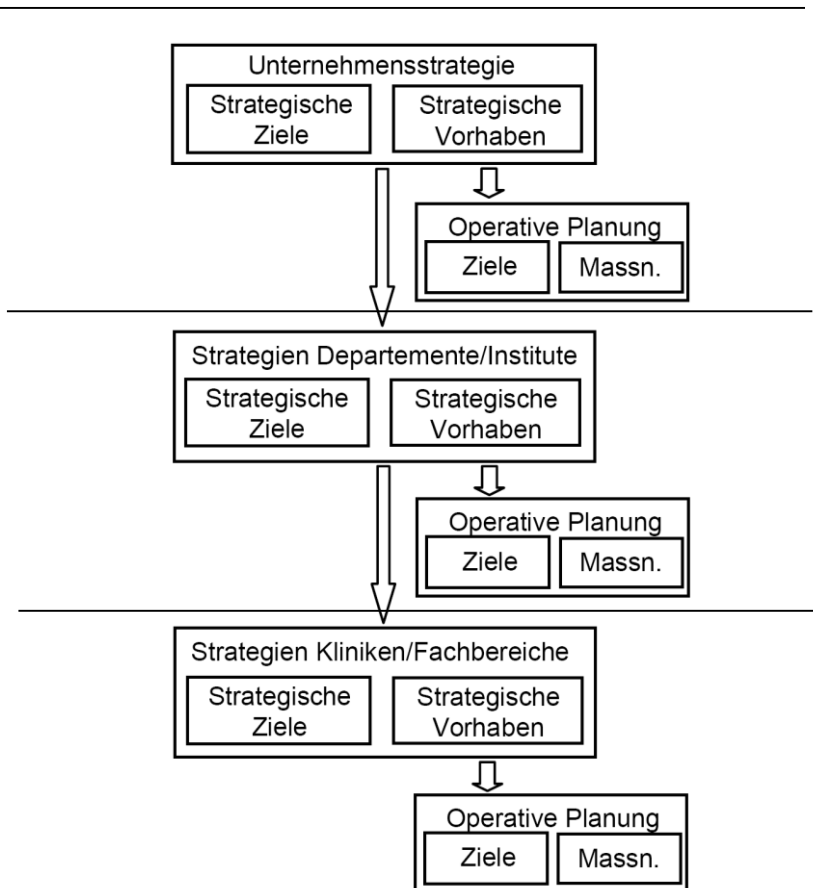 Unternehmensstrategie
Strategische
Ziele
Strategische
Vorhaben
Operative Planung
Ziele
Massn.
Strategien Departemente/Institute
Strategische
Ziele
Strategische
Vorhaben
Operative Planung
Ziele
Massn.
Strategien Kliniken/Fachbereiche
Strategische
Ziele
Strategische
Vorhaben
Operative Planung
Ziele
Massn.